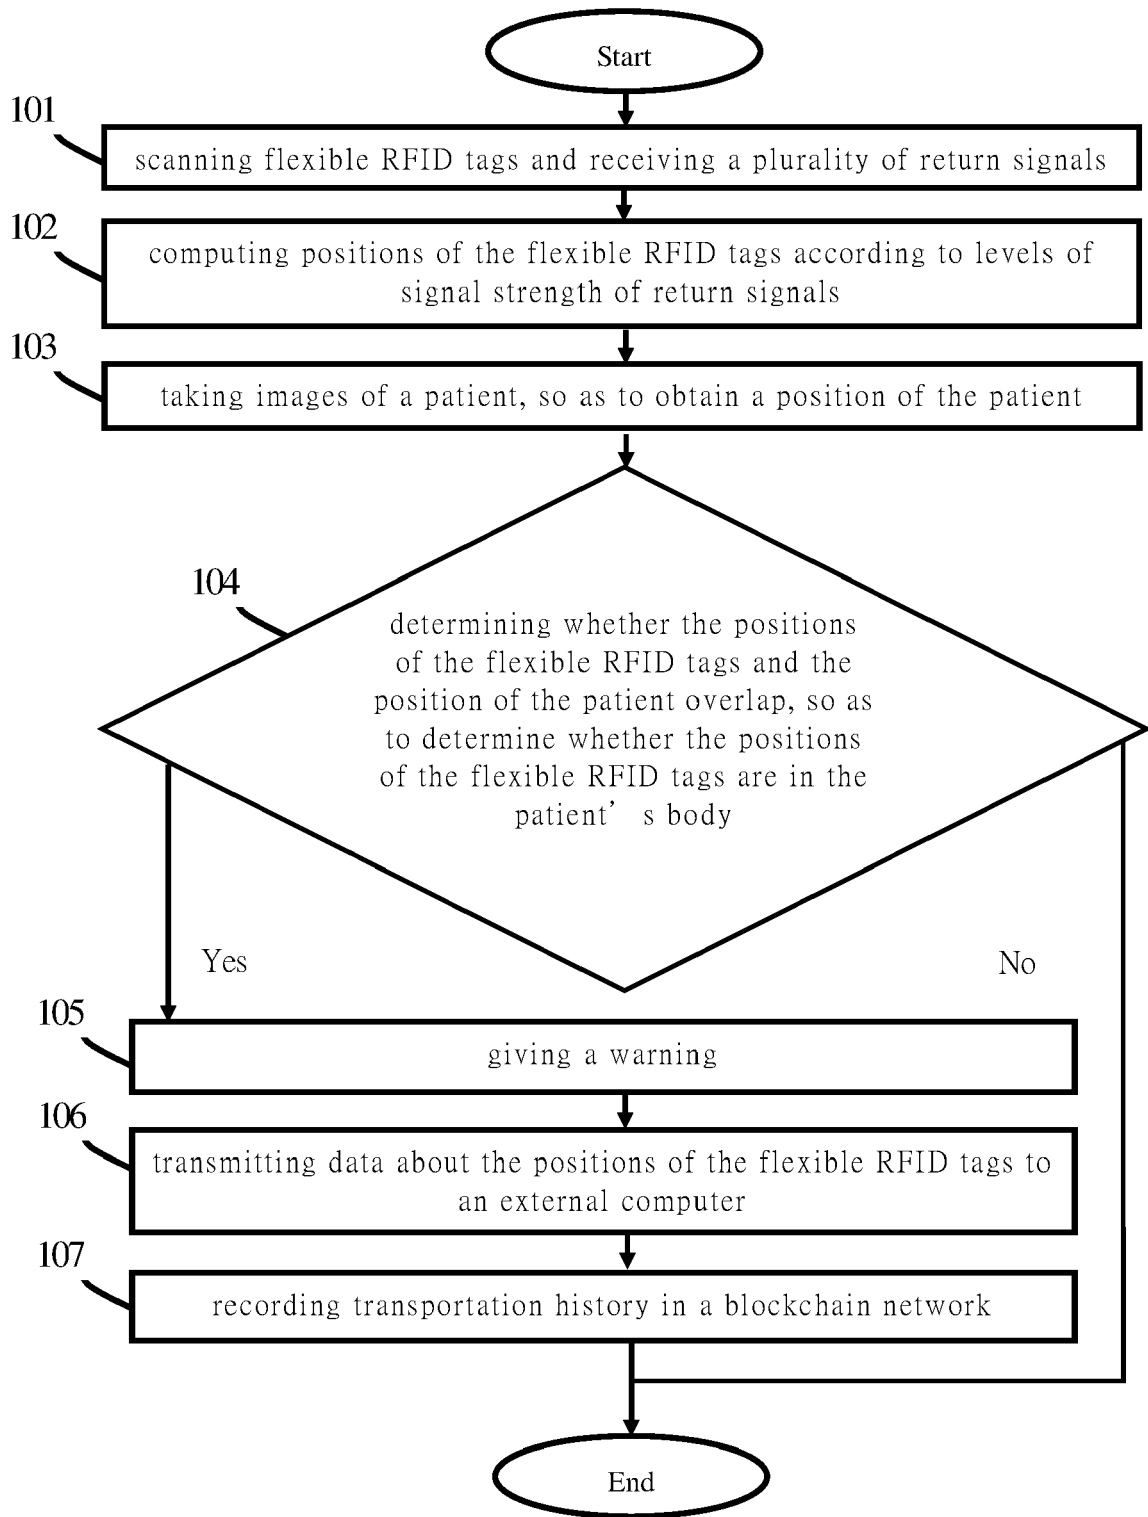 Start
101
scanning flexible RFID tags and receiving a plurality of return signals
102
computing positions of the flexible RFID tags according to levels of
signal strength of return signals
103
taking images of a patient, so as to obtain a position of the patient
104
determining whether the positions
of the flexible RFID tags and the
position of the patient overlap, so as
to determine whether the positions
of the flexible RFID tags are in the
patient’s body
Yes
No
105
giving a warning
106
transmitting data about the positions of the flexible RFID tags to
an external computer
107
recording transportation history in a blockchain network
End